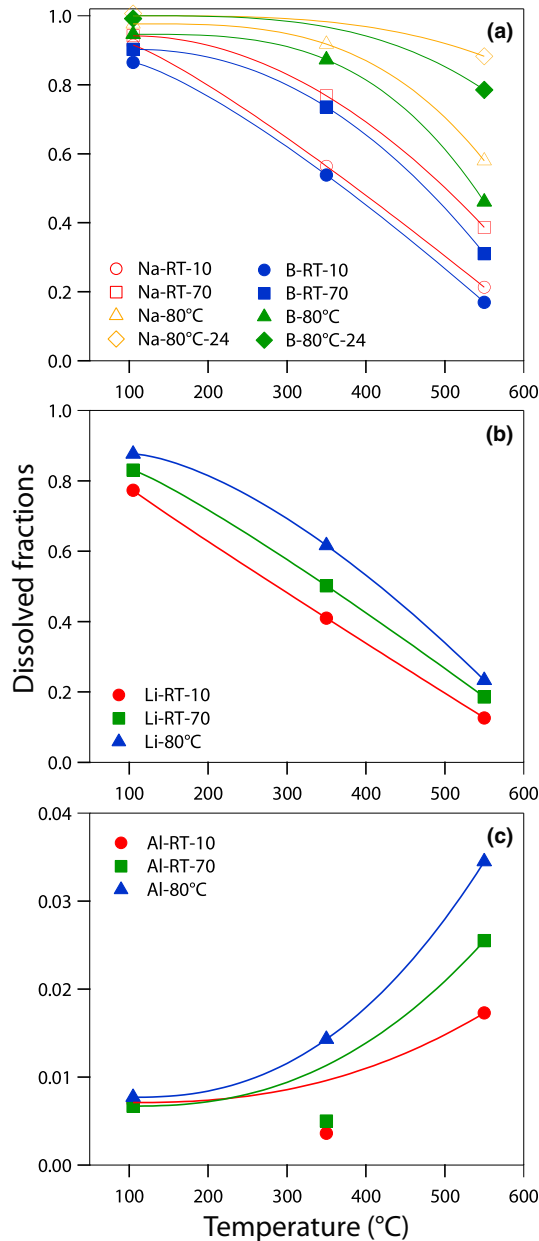 (a)
1.0
0.8
0.6
0.4
0.2
0.0
Na-RT-10 B-RT-10
Na-RT-70 B-RT-70
Na-80°C B-80°C
Na-80°C-24 B-80°C-24
100 200 300 400 500 600
(b)
1.0
0.8
0.6
0.4
0.2
0.0
Dissolved fractions
Li-RT-10
Li-RT-70
Li-80°C
100 200 300 400 500 600
(c)
0.04
0.03
0.02
0.01
0.00
Al-RT-10
Al-RT-70
Al-80°C
100 200 300 400 500 600
Temperature (°C)